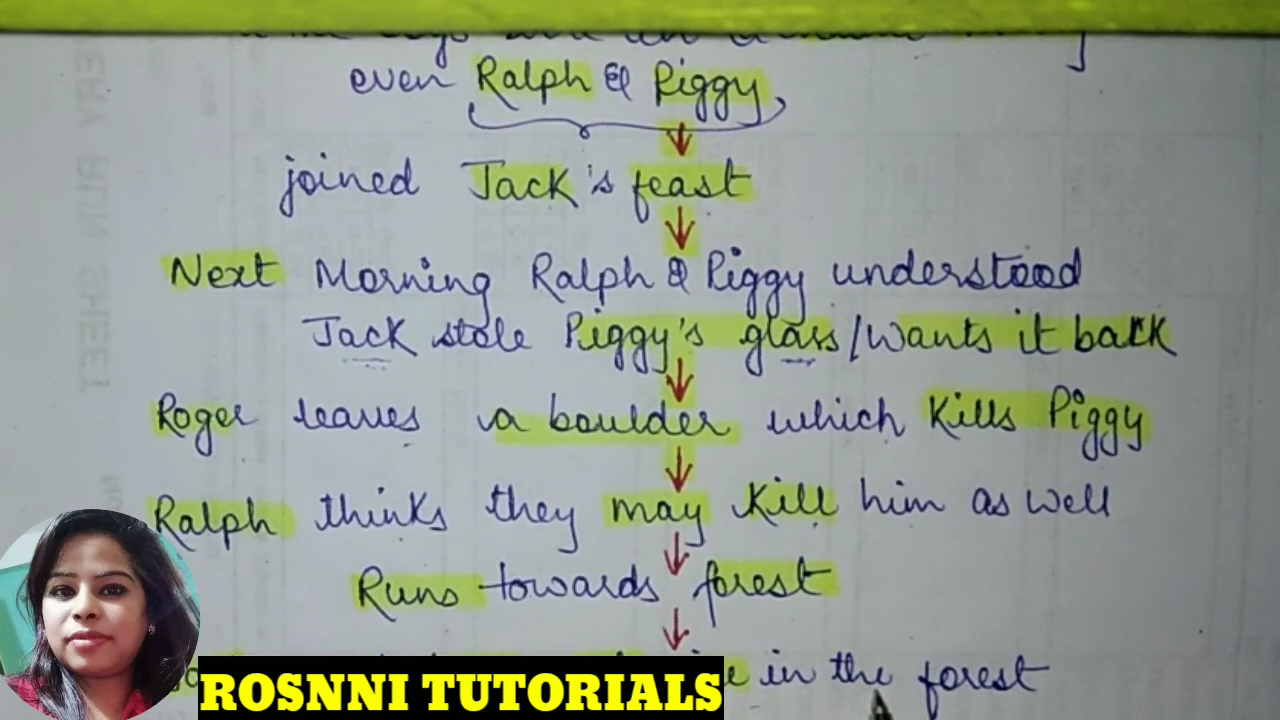 even Ralph & Piggy
joined Jack's feast
Next Morning Ralph & Piggy understood
Jack stole Piggy's glass/wants it back
Roger leaves a boulder which Kills Piggy
Ralph thinks they may Kill him as well
Runs towards forest
in the forest
ROSNNI TUTORIALS